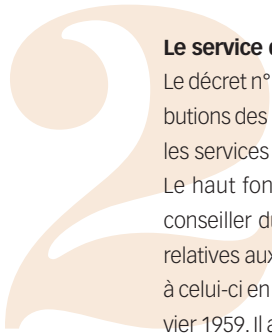 2
Le service d
Le décret n°
butions des
les services
Le haut fon
conseiller du
relatives aux
à celui-ci en
vier 1959. Il a